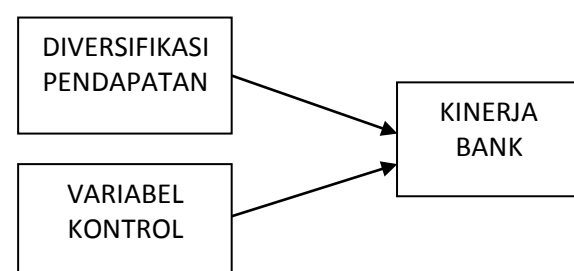 DIVERSIFIKASI
PENDAPATAN
KINERJA
BANK
VARIABEL
KONTROL